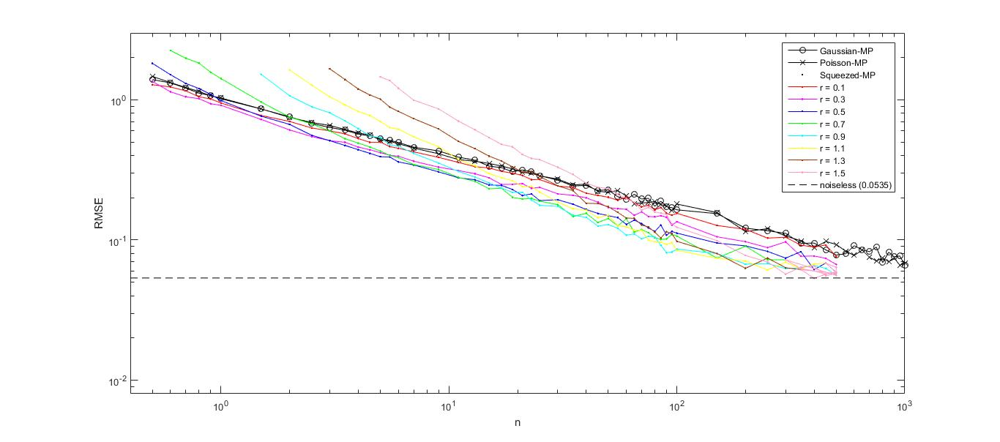 RMSE
10^0
10^-1
10^-2
Gaussian-MP
Poisson-MP
Squeezed-MP
r = 0.1
r = 0.3
r = 0.5
r = 0.7
r = 0.9
r = 1.1
r = 1.3
r = 1.5
noiseless (0.0535)
10^0
10^1
10^2
10^3
n